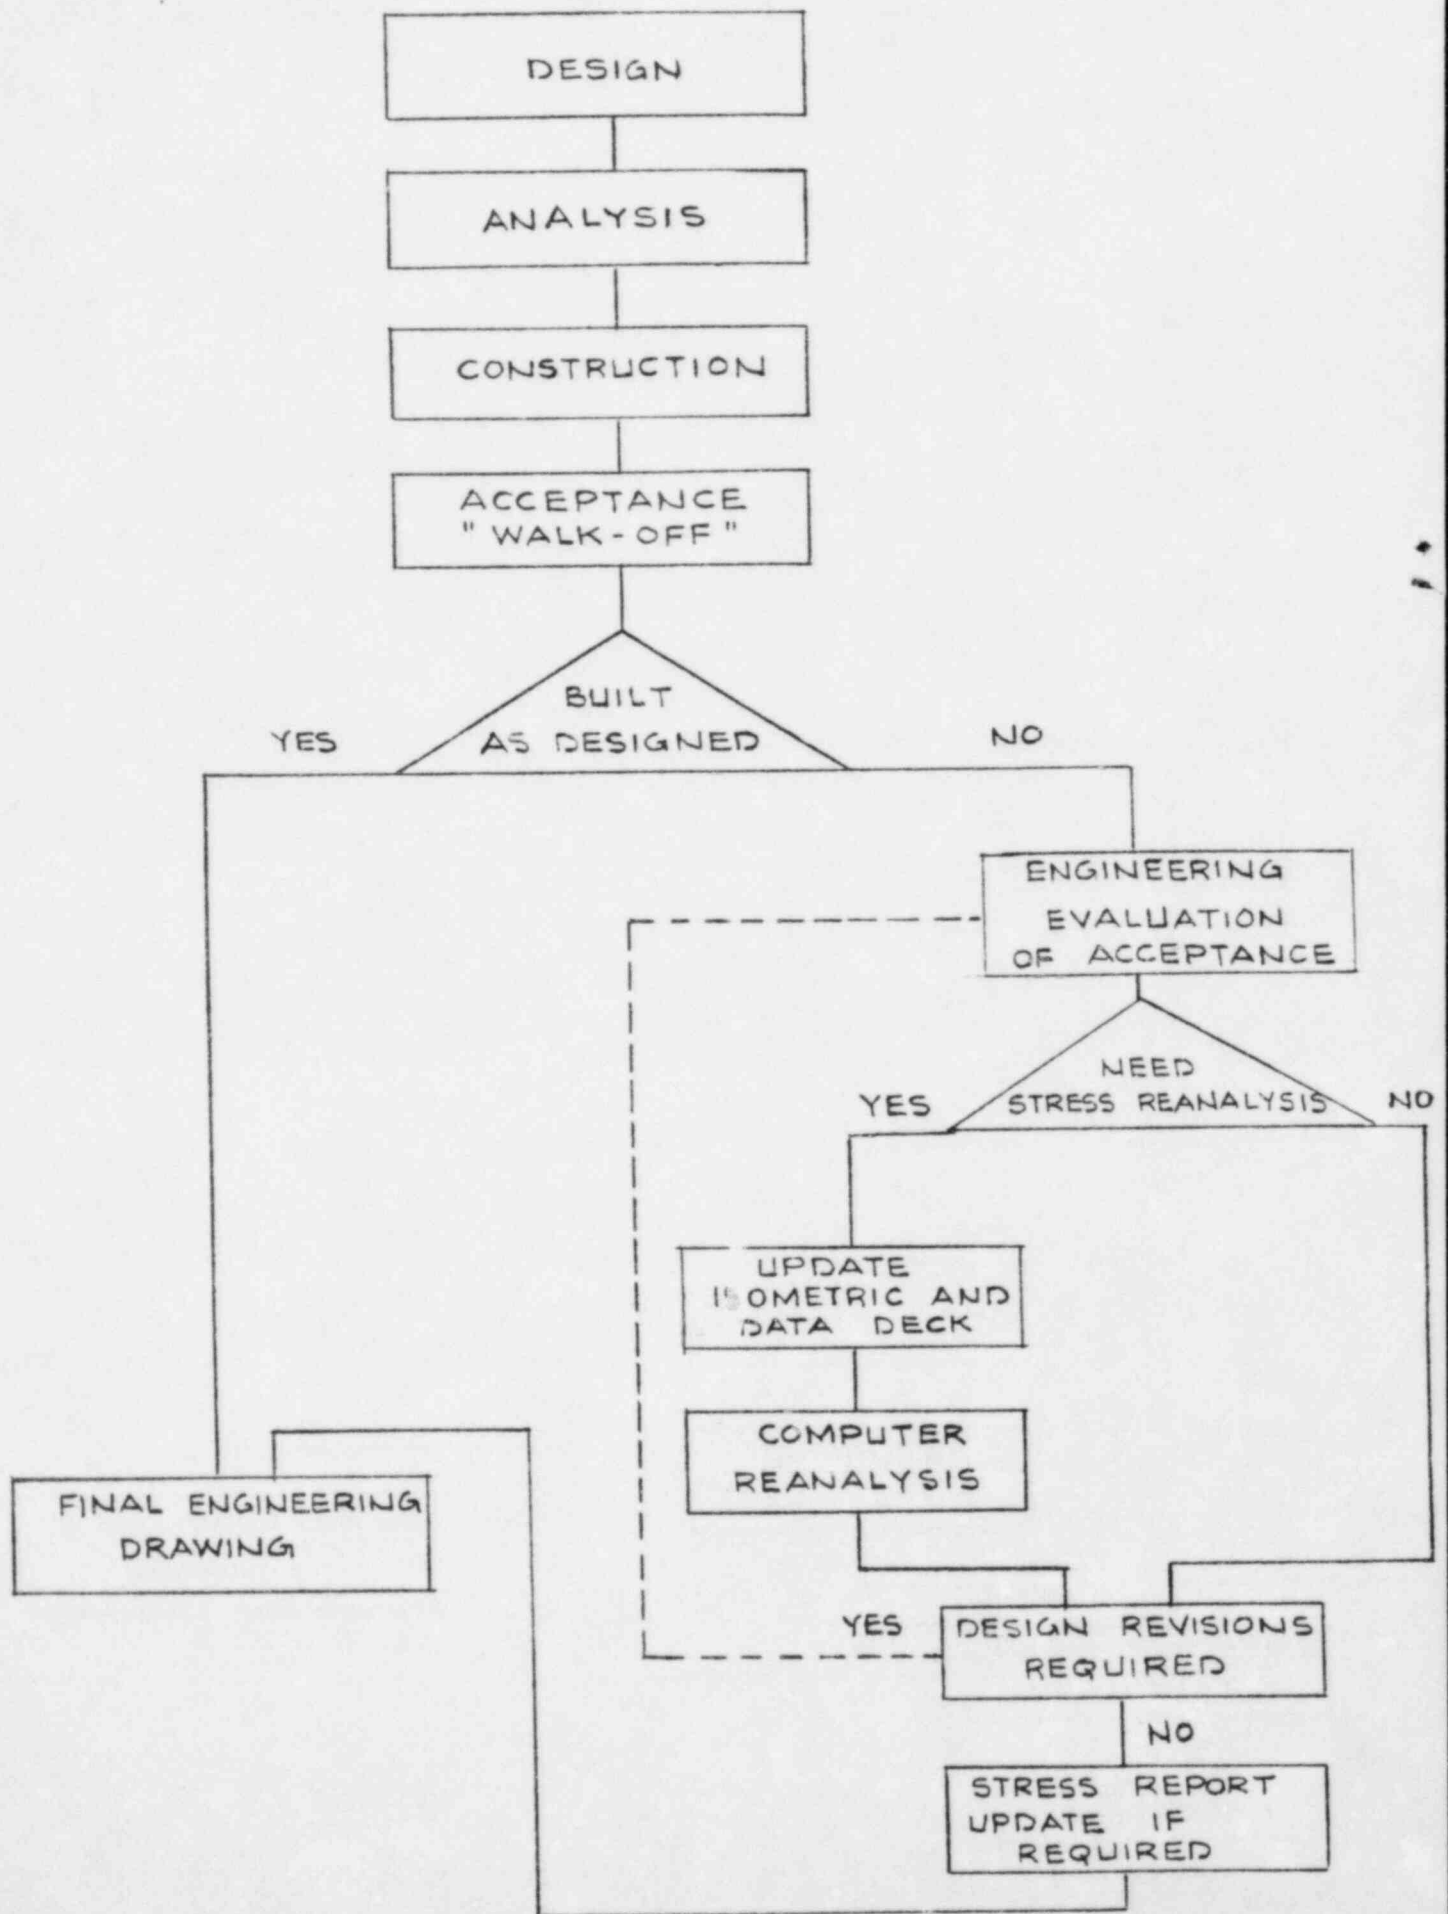 DESIGN
ANALYSIS
CONSTRUCTION
ACCEPTANCE
"WALK-OFF"
BUILT
AS DESIGNED
YES
NO
ENGINEERING
EVALUATION
OF ACCEPTANCE
NEED
STRESS REANALYSIS
YES
NO
UPDATE
ISOMETRIC AND
DATA DECK
COMPUTER
REANALYSIS
FINAL ENGINEERING
DRAWING
YES
DESIGN REVISIONS
REQUIRED
NO
STRESS REPORT
UPDATE IF
REQUIRED